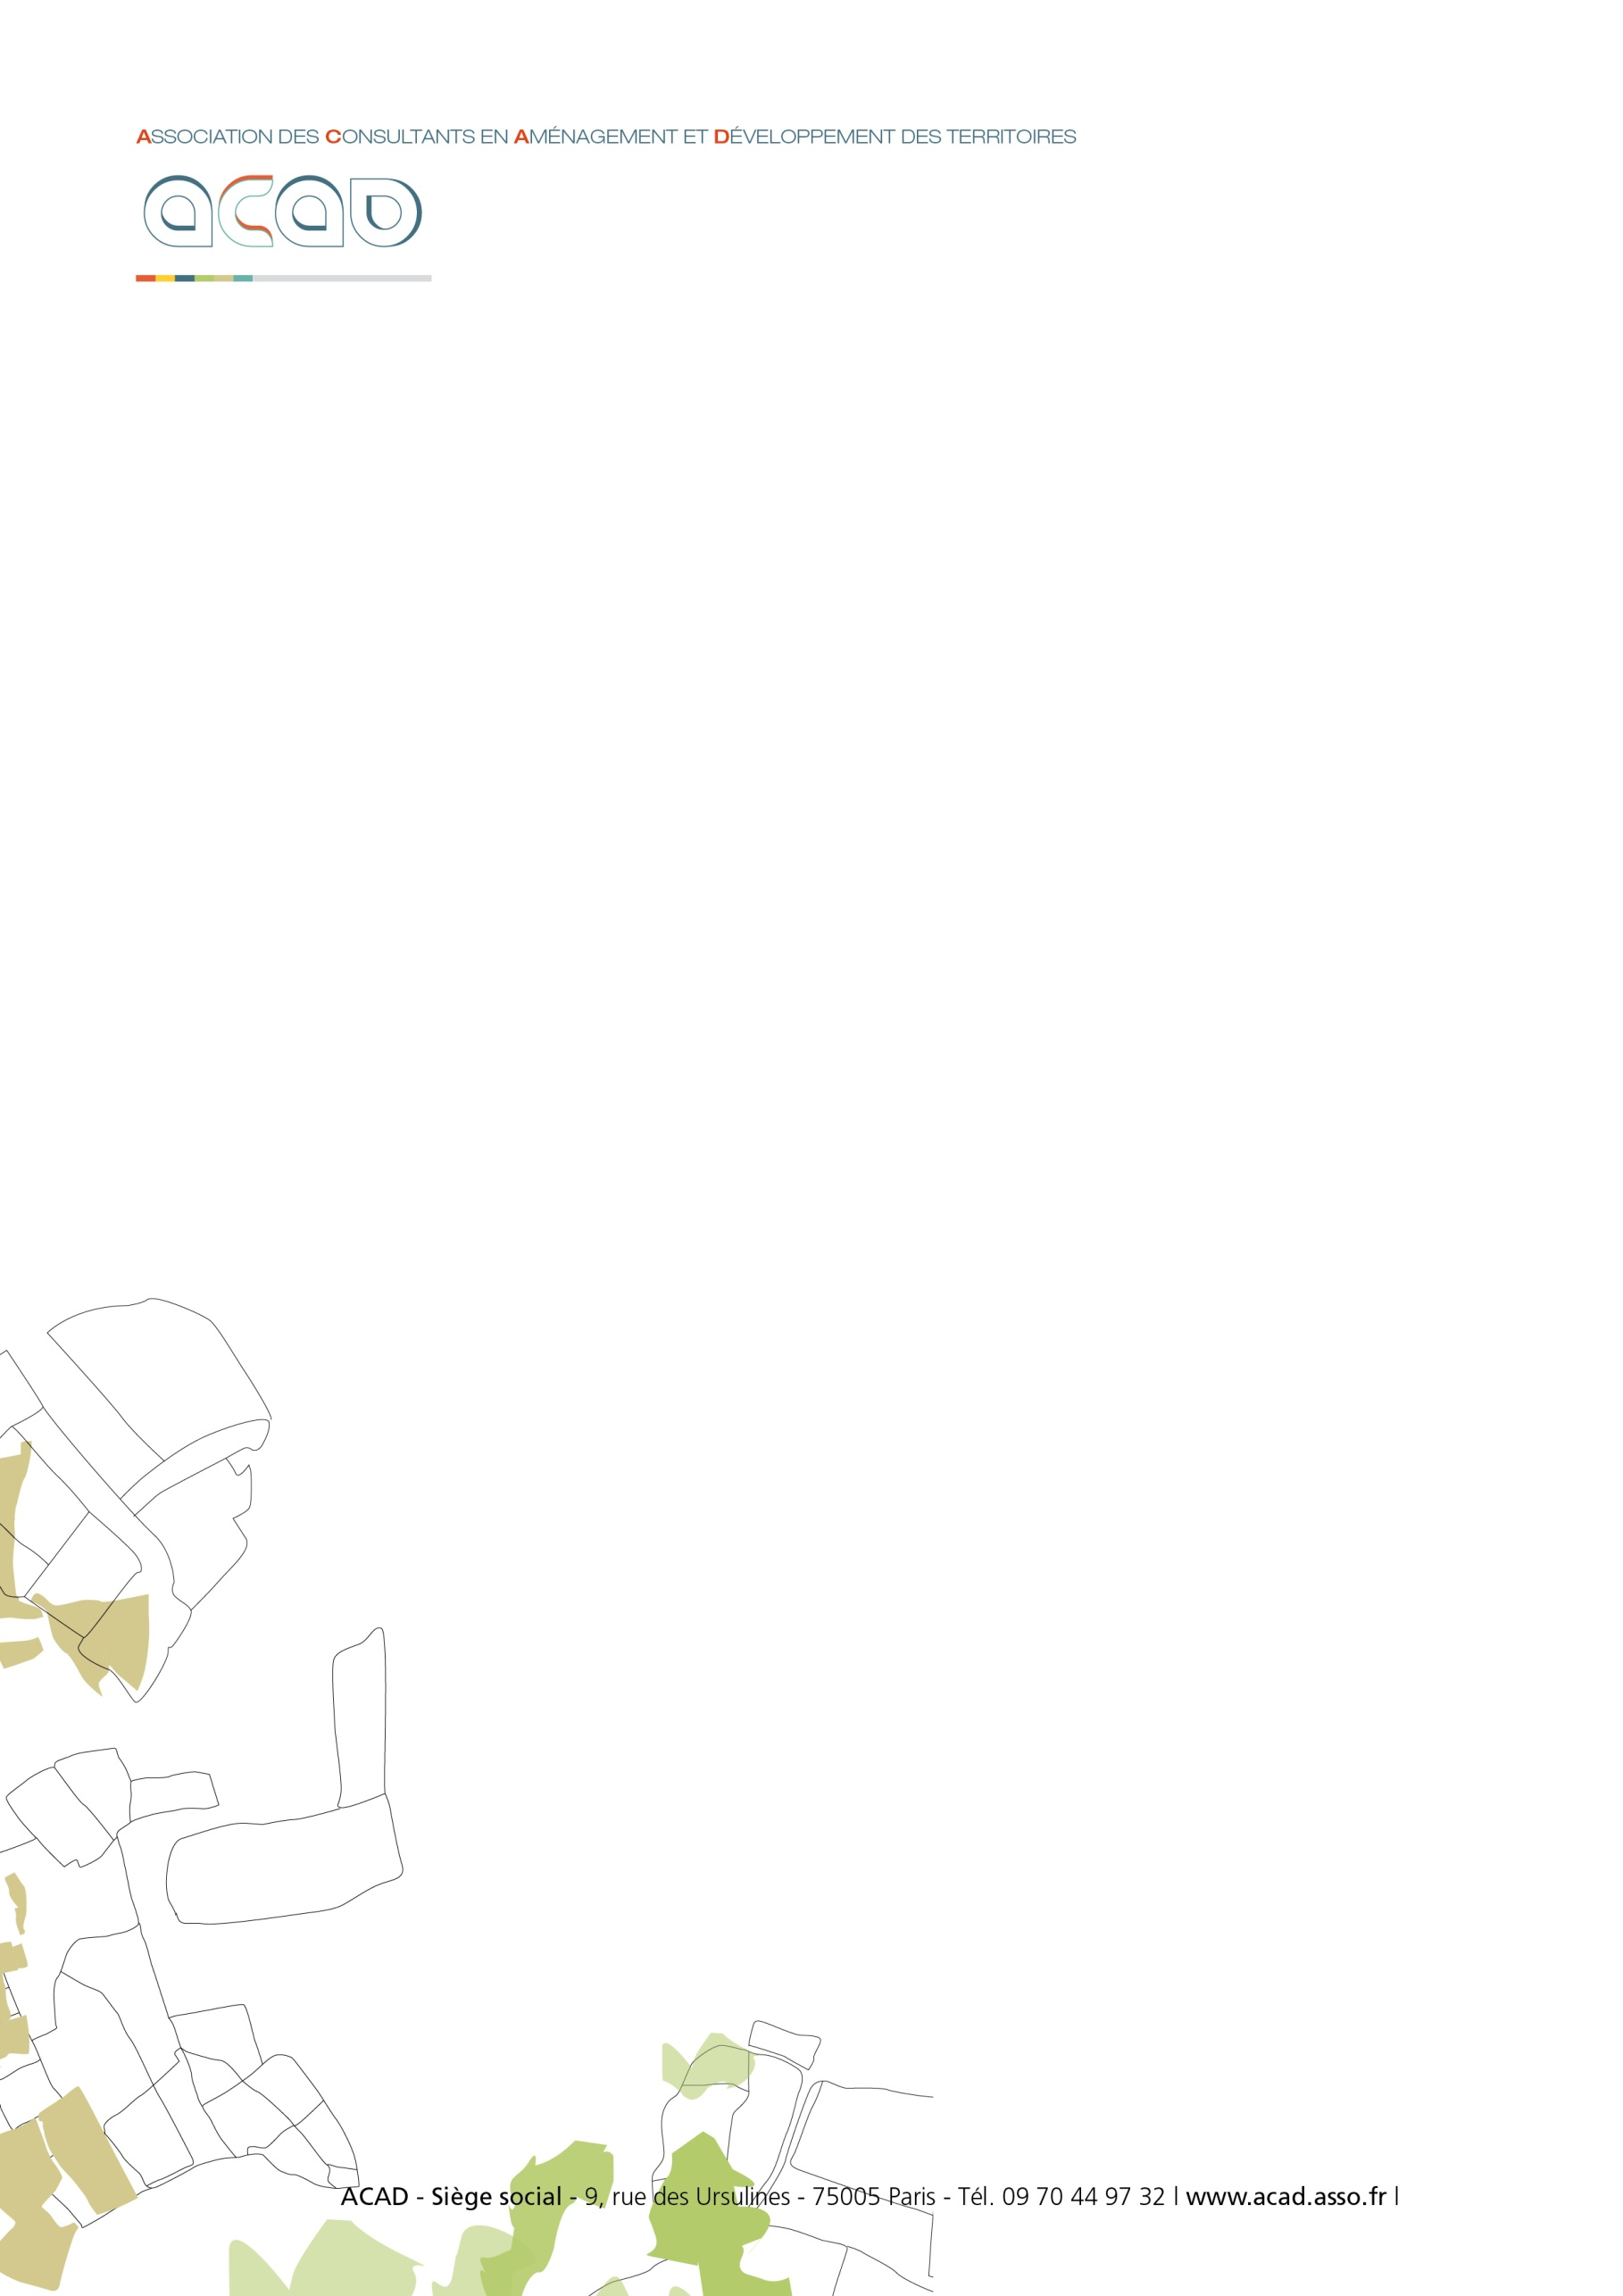 ASSOCIATION DES CONSULTANTS EN AMÉNAGEMENT ET DÉVELOPPEMENT DES TERRITOIRES
acad
ACAD - Siège social - 9, rue des Ursulines - 75005 Paris - Tél. 09 70 44 97 32 l www.acad.asso.fr l